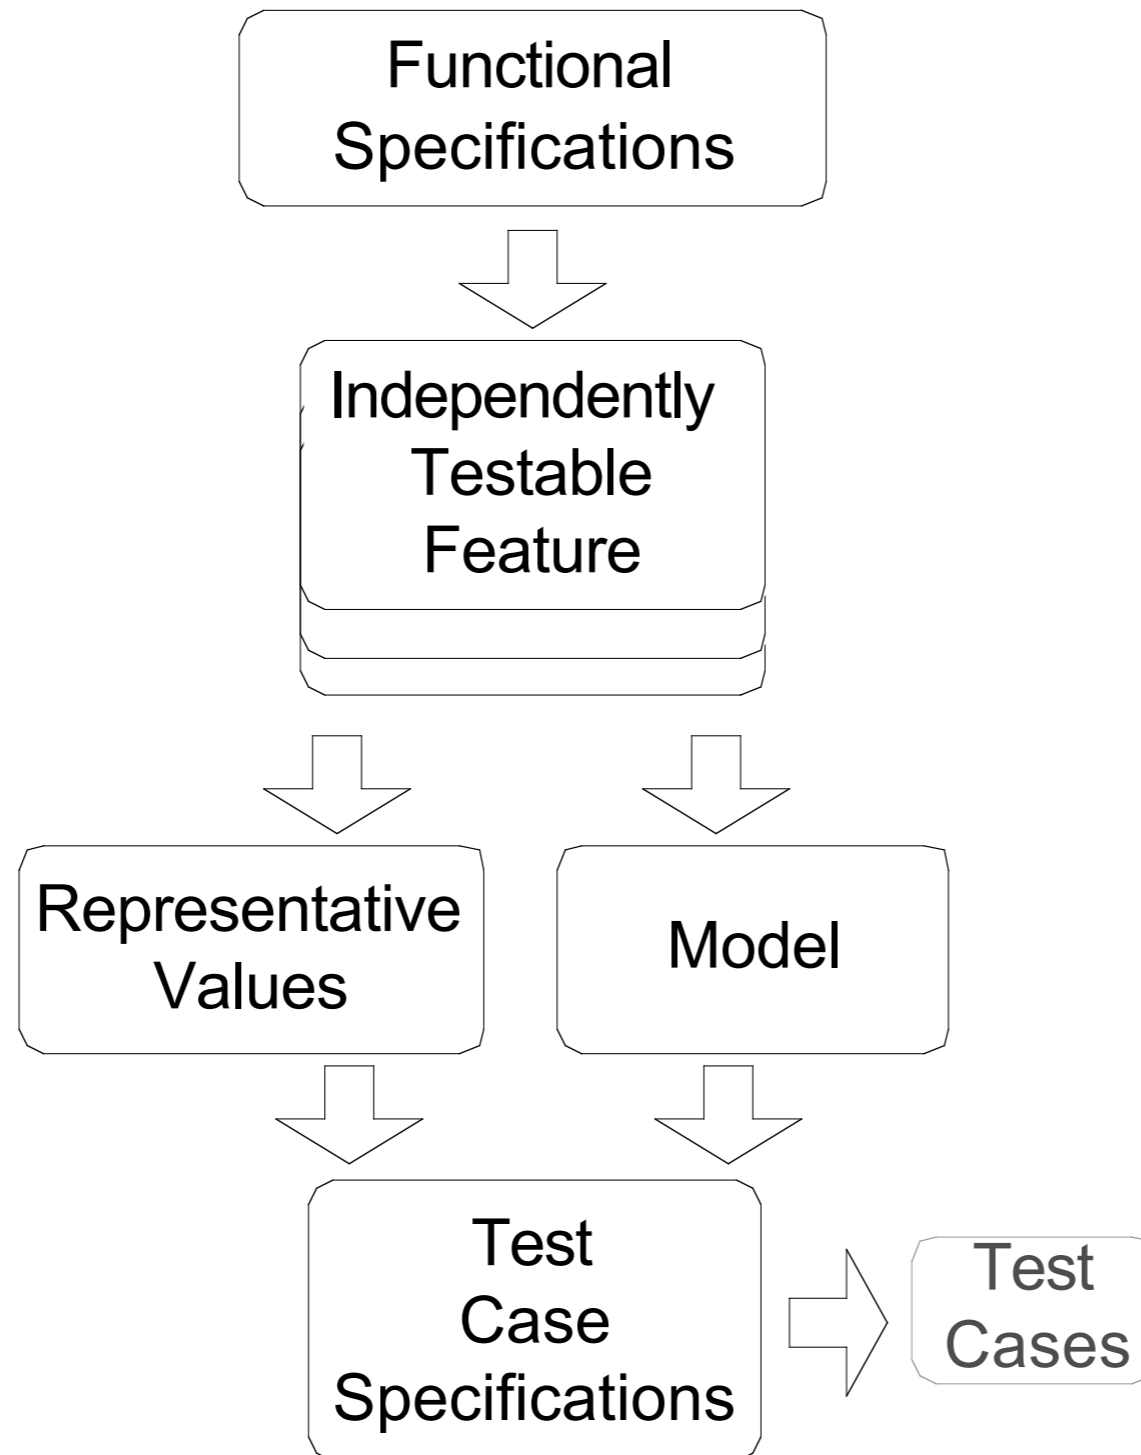 Functional
Specifications
Independently
Testable
Feature
Representative
Values
Model
Test
Case
Specifications
Test
Cases